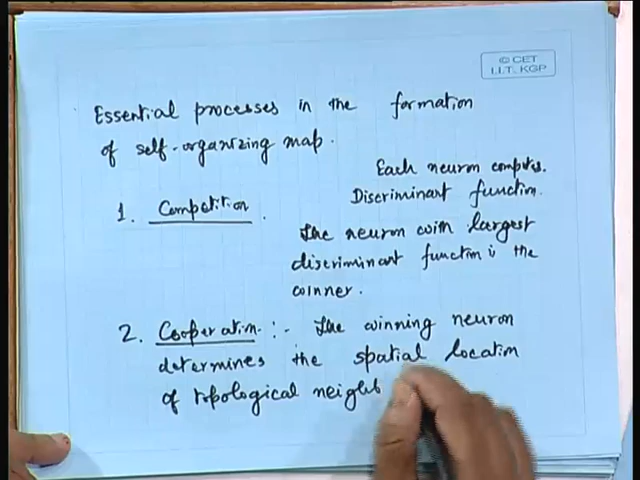 © CET
I.I.T. KGP
Essential processes in the formation
of self-organizing map.
Each neuron computes.
Discriminant function.
1. Competition.
The neuron with largest
discriminant function is the
winner.
2. Cooperation :- The winning neuron
determines the spatial location
of topological neighb